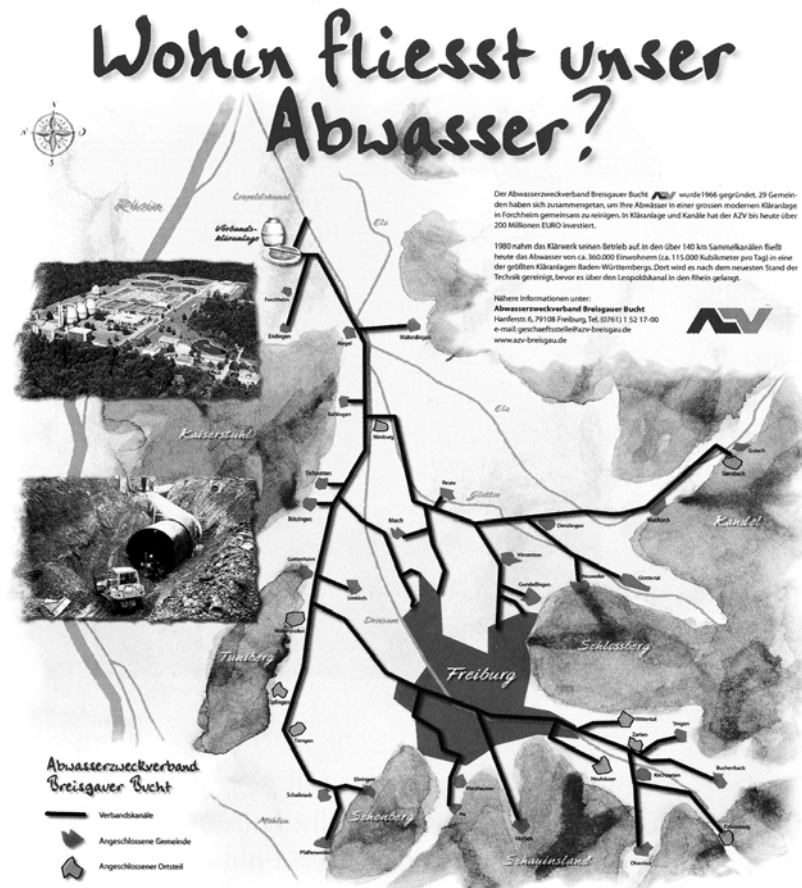 Wohin fliesst unser
Abwasser?
N
O
S
Der Abwasserzweckverband Breisgauer Bucht AZV wurde 1966 gegründet. 29 Gemein-
den haben sich zusammengetan, um Ihre Abwässer in einer grossen modernen Kläranlage
in Forchheim gemeinsam zu reinigen. In Kläranlage und Kanäle hat der AZV bis heute über
200 Millionen EURO investiert.
1980 nahm das Klärwerk seinen Betrieb auf. In den über 140 km Sammelkanälen fließt
heute das Abwasser von ca. 360.000 Einwohnern (ca. 115.000 Kubikmeter pro Tag) in eine
der größten Kläranlagen Baden-Württembergs. Dort wird es nach dem neuesten Stand der
Technik gereinigt, bevor es über den Leopoldskanal in den Rhein gelangt.
Nähere Informationen unter:
Abwasserzweckverband Breisgauer Bucht
Hanferstr. 6, 79108 Freiburg, Tel. (0761) 1 52 17-00
e-mail: geschaeftsstelle@azv-breisgau.de
www.azv-breisgau.de
AZV
Rhein
Leopoldskanal
Elz
Verbands-
kläranlage
Forchheim
Endingen
Riegel
Malterdingen
Bahlingen
Elz
Kaiserstuhl
Nimburg
Gutach
Siensbach
Reute
Glotter
Waldkirch
Kandel
Bötzingen
March
Denzlingen
Vörstetten
Gottenheim
Heuweiler
Glottertal
Gundelfingen
Umkirch
Dreisam
Schlossberg
Tuniberg
Freiburg
Opfingen
Wittental
Stegen
Zarten
Tiengen
Buchenbach
Abwasserzweckverband
Breisgauer Bucht
Kirchzarten
Ebringen
Merzhausen
Schallstadt
Verbandskanäle
Möhlin
Schönberg
Au
Angeschlossene Gemeinde
Horben
Pfaffenweiler
Schauinsland
Oberried
Angeschlossener Ortsteil